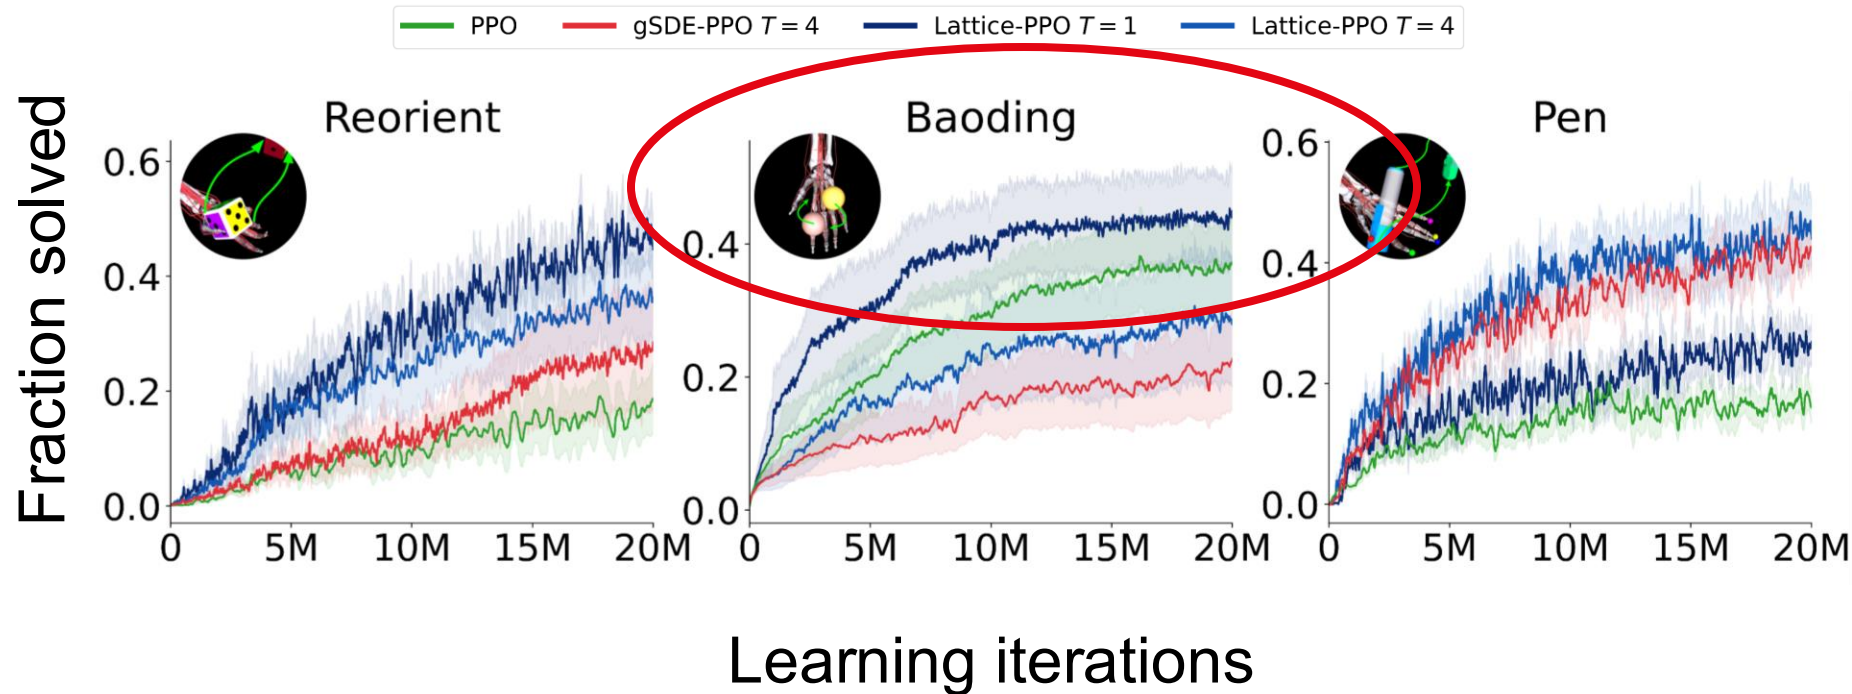 PPO gSDE-PPO T = 4 Lattice-PPO T = 1 Lattice-PPO T = 4
Fraction solved
Reorient
0.6
0.4
0.2
0.0
0 5M 10M 15M 20M
Baoding
0.4
0.2
0.0
0 5M 10M 15M 20M
Pen
0.6
0.4
0.2
0.0
0 5M 10M 15M 20M
Learning iterations